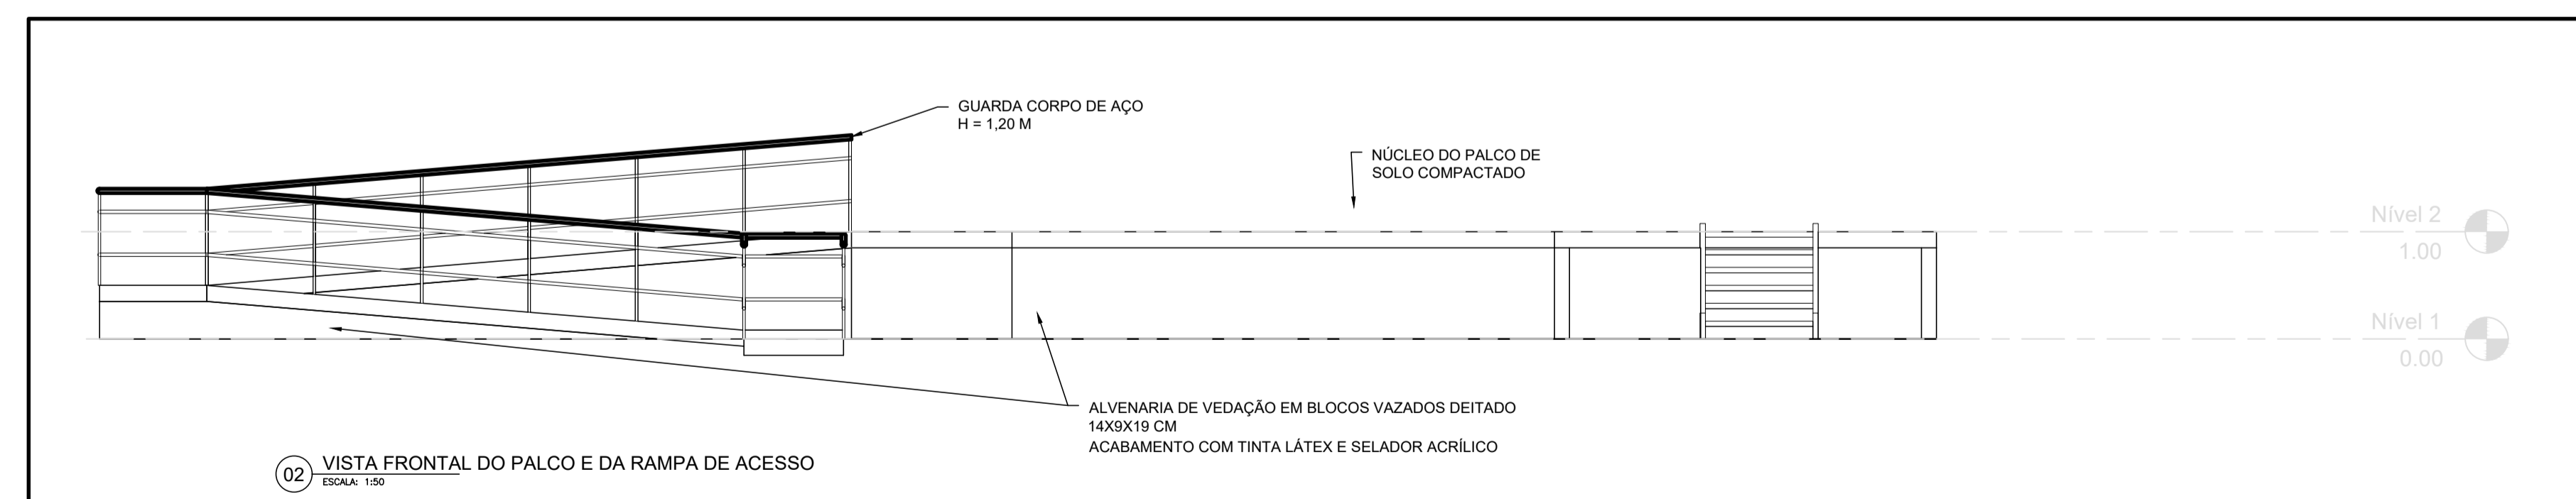 GUARDA CORPO DE AÇO
H = 1,20 M
NÚCLEO DO PALCO DE
SOLO COMPACTADO
Nível 2
1.00
Nível 1
0.00
ALVENARIA DE VEDAÇÃO EM BLOCOS VAZADOS DEITADO
14X9X19 CM
ACABAMENTO COM TINTA LÁTEX E SELADOR ACRÍLICO
02 VISTA FRONTAL DO PALCO E DA RAMPA DE ACESSO
ESCALA: 1:50